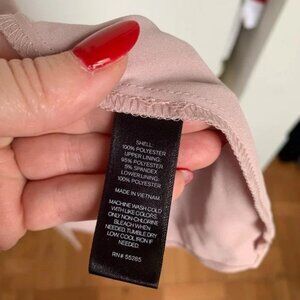 SHELL
100% POLYESTER
UPPER LINING:
95% POLYESTER
5% SPANDEX
LOWER LINING:
100% POLYESTER
MADE IN VIETNAM
MACHINE WASH COLD
WITH LIKE COLORS.
ONLY NON-CHLORINE
BLEACH WHEN
NEEDED. TUMBLE DRY
LOW. COOL IRON IF
NEEDED.
RN# 55285